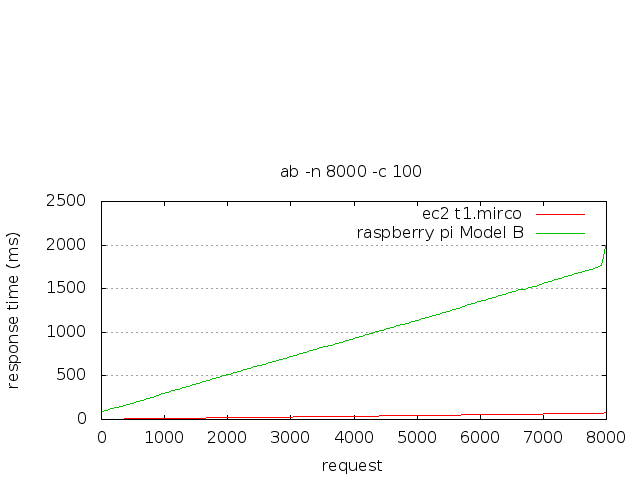 ab -n 8000 -c 100
2500
2000
1500
1000
500
0
response time (ms)
ec2 t1.mirco
raspberry pi Model B
0 1000 2000 3000 4000 5000 6000 7000 8000
request